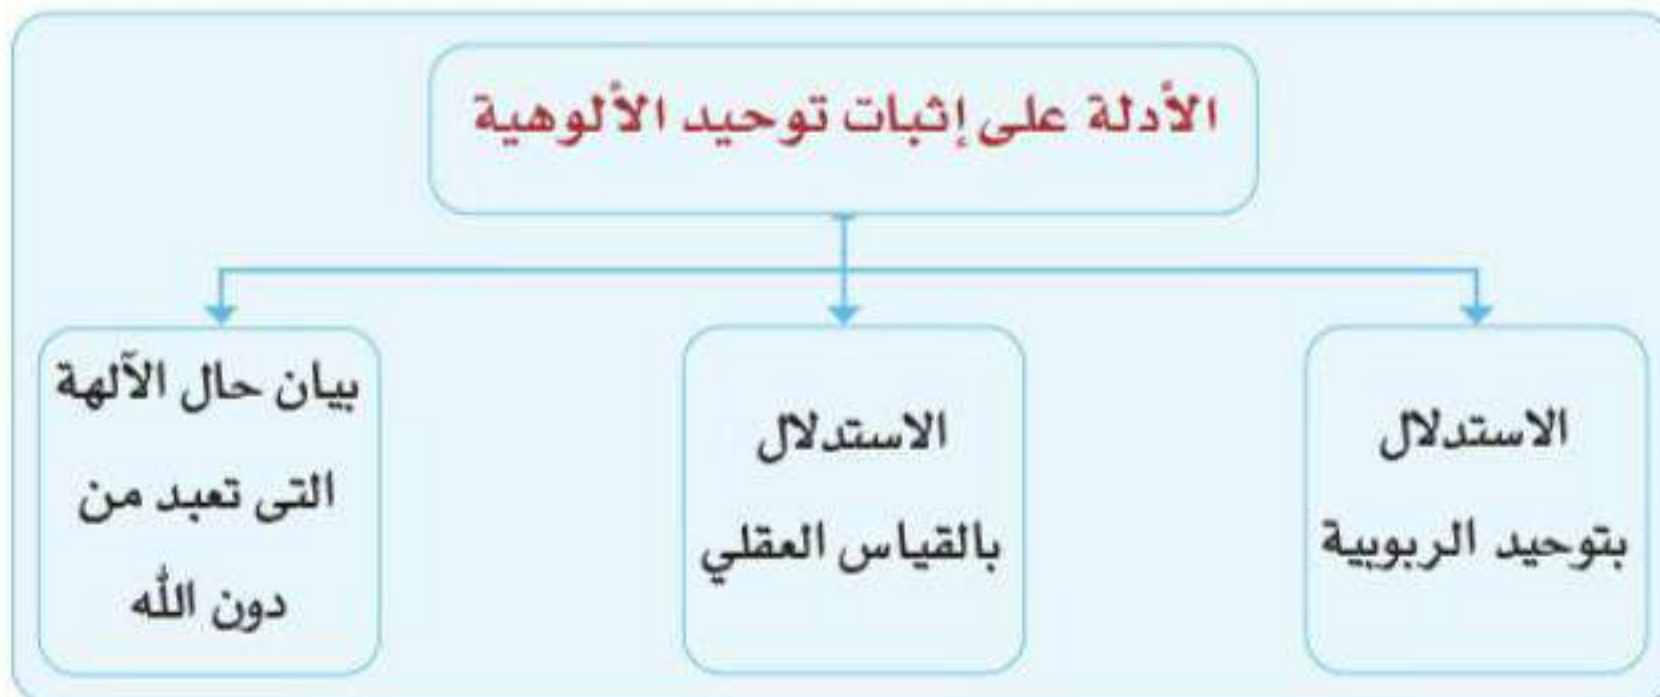 الأدلة على إثبات توحيد الألوهية
الاستدلال
بتوحيد الربوبية
الاستدلال
بالقياس العقلي
بيان حال الآلهة
التى تعبد من
دون الله